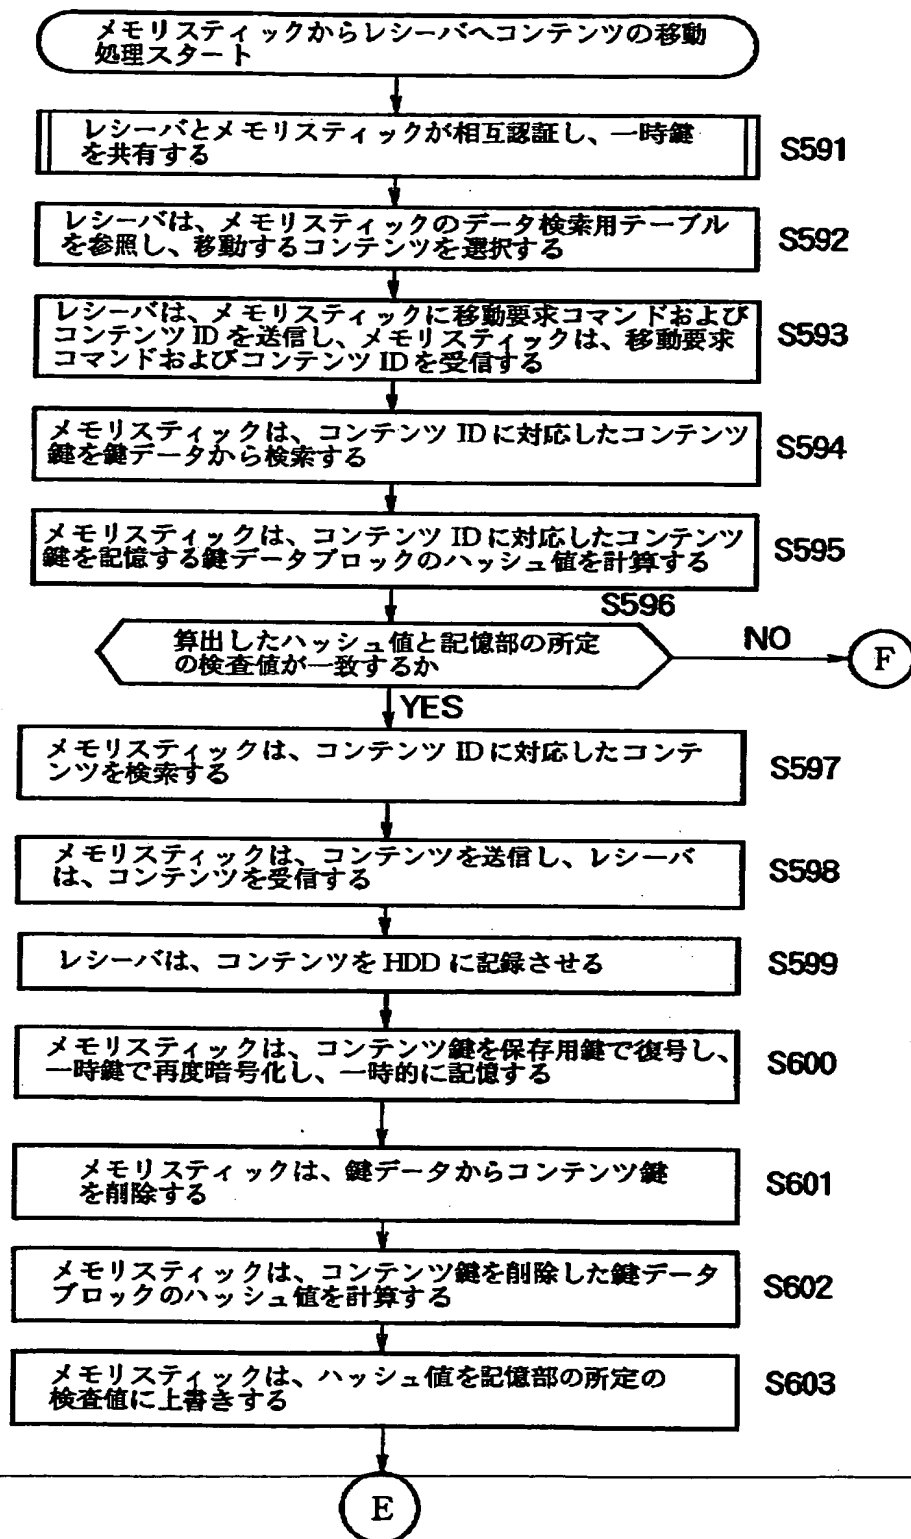 メモリスティックからレシーバへコンテンツの移動
処理スタート
レシーバとメモリスティックが相互認証し、一時鍵
を共有する
S591
レシーバは、メモリスティックのデータ検索用テーブル
を参照し、移動するコンテンツを選択する
S592
レシーバは、メモリスティックに移動要求コマンドおよび
コンテンツ ID を送信し、メモリスティックは、移動要求
コマンドおよびコンテンツ ID を受信する
S593
メモリスティックは、コンテンツ ID に対応したコンテンツ
鍵を鍵データから検索する
S594
メモリスティックは、コンテンツ ID に対応したコンテンツ
鍵を記憶する鍵データブロックのハッシュ値を計算する
S595
S596
算出したハッシュ値と記憶部の所定
の検査値が一致するか
NO
F
YES
メモリスティックは、コンテンツ ID に対応したコンテ
ンツを検索する
S597
メモリスティックは、コンテンツを送信し、レシーバ
は、コンテンツを受信する
S598
レシーバは、コンテンツを HDD に記録させる
S599
メモリスティックは、コンテンツ鍵を保存用鍵で復号し、
一時鍵で再度暗号化し、一時的に記憶する
S600
メモリスティックは、鍵データからコンテンツ鍵
を削除する
S601
メモリスティックは、コンテンツ鍵を削除した鍵データ
ブロックのハッシュ値を計算する
S602
メモリスティックは、ハッシュ値を記憶部の所定の
検査値に上書きする
S603
E